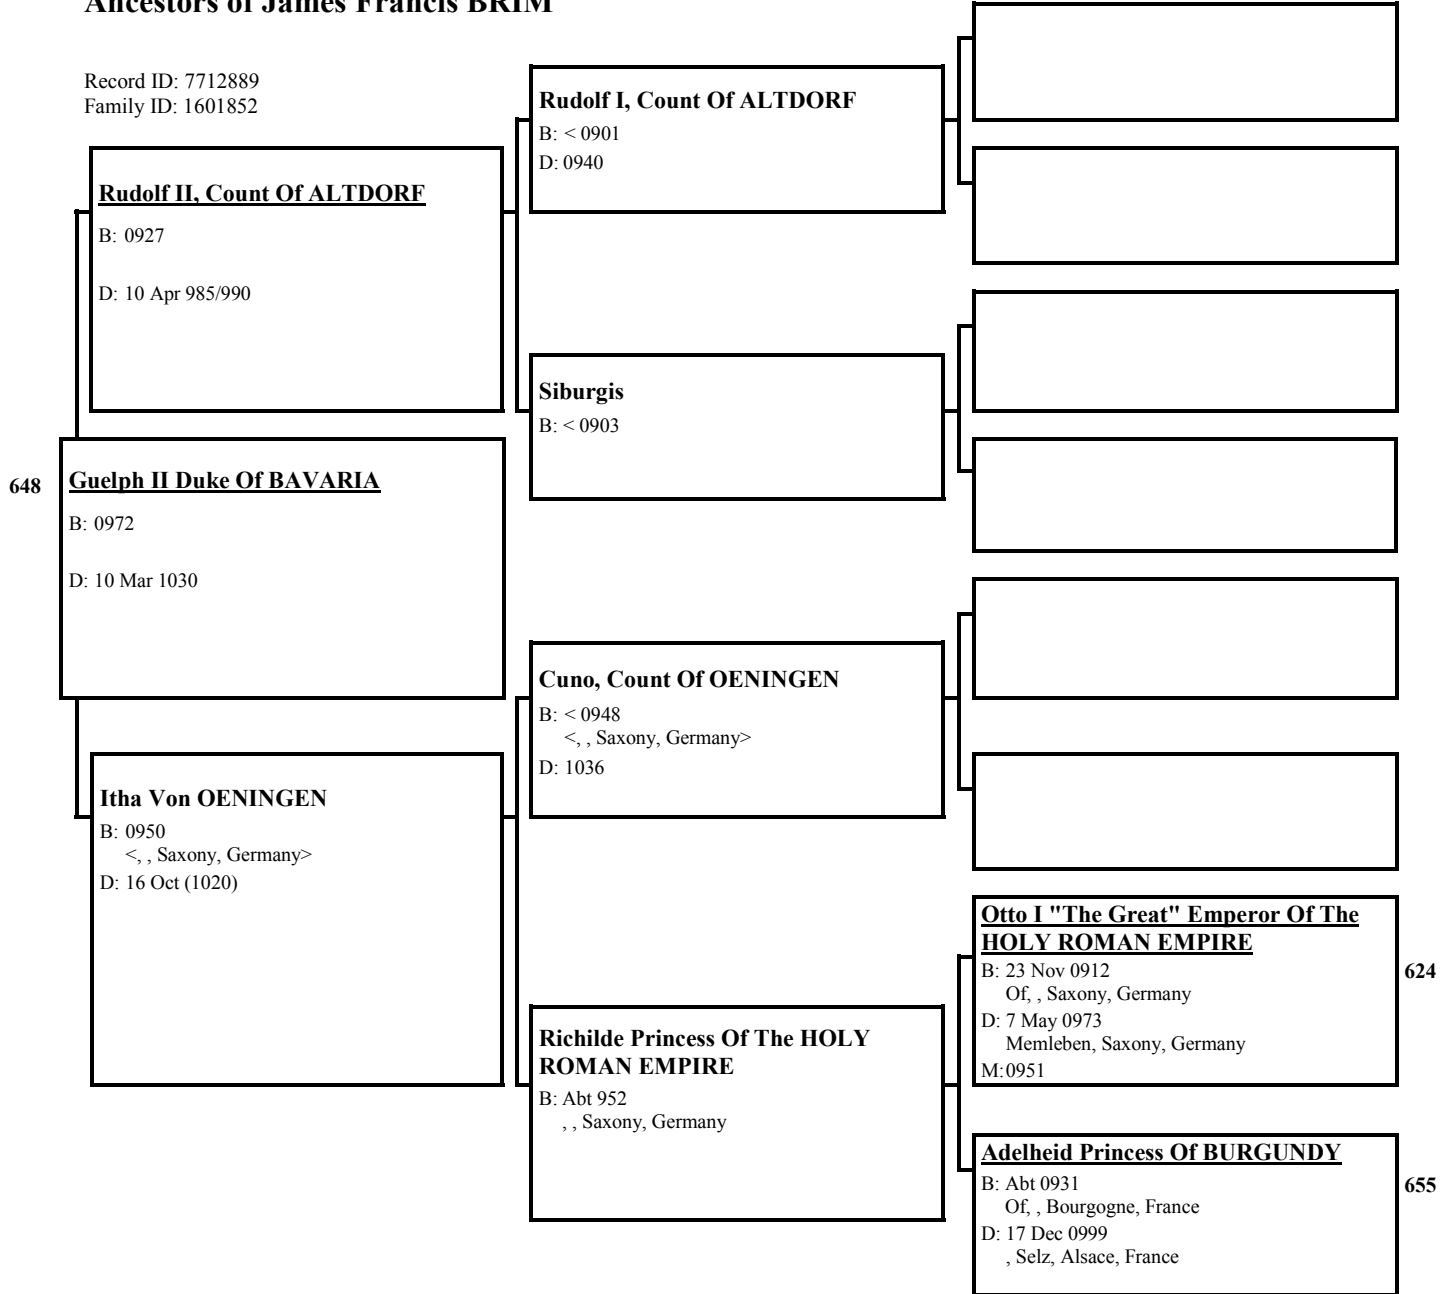 Ancestors of James Francis BRIM
Record ID: 7712889
Family ID: 1601852
Rudolf II, Count Of ALTDORF
B: 0927
D: 10 Apr 985/990
648
Guelph II Duke Of BAVARIA
B: 0972
D: 10 Mar 1030
Itha Von OENINGEN
B: 0950
<, , Saxony, Germany>
D: 16 Oct (1020)
Rudolf I, Count Of ALTDORF
B: < 0901
D: 0940
Siburgis
B: < 0903
Cuno, Count Of OENINGEN
B: < 0948
<, , Saxony, Germany>
D: 1036
Richilde Princess Of The HOLY
ROMAN EMPIRE
B: Abt 952
, , Saxony, Germany
Otto I "The Great" Emperor Of The
HOLY ROMAN EMPIRE
B: 23 Nov 0912
Of, , Saxony, Germany
D: 7 May 0973
Memleben, Saxony, Germany
M:0951
624
Adelheid Princess Of BURGUNDY
B: Abt 0931
Of, , Bourgogne, France
D: 17 Dec 0999
, Selz, Alsace, France
655